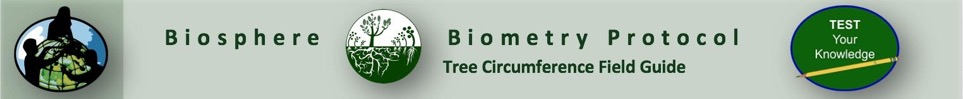 Biosphere Biometry Protocol
Tree Circumference Field Guide
TEST
Your
Knowledge